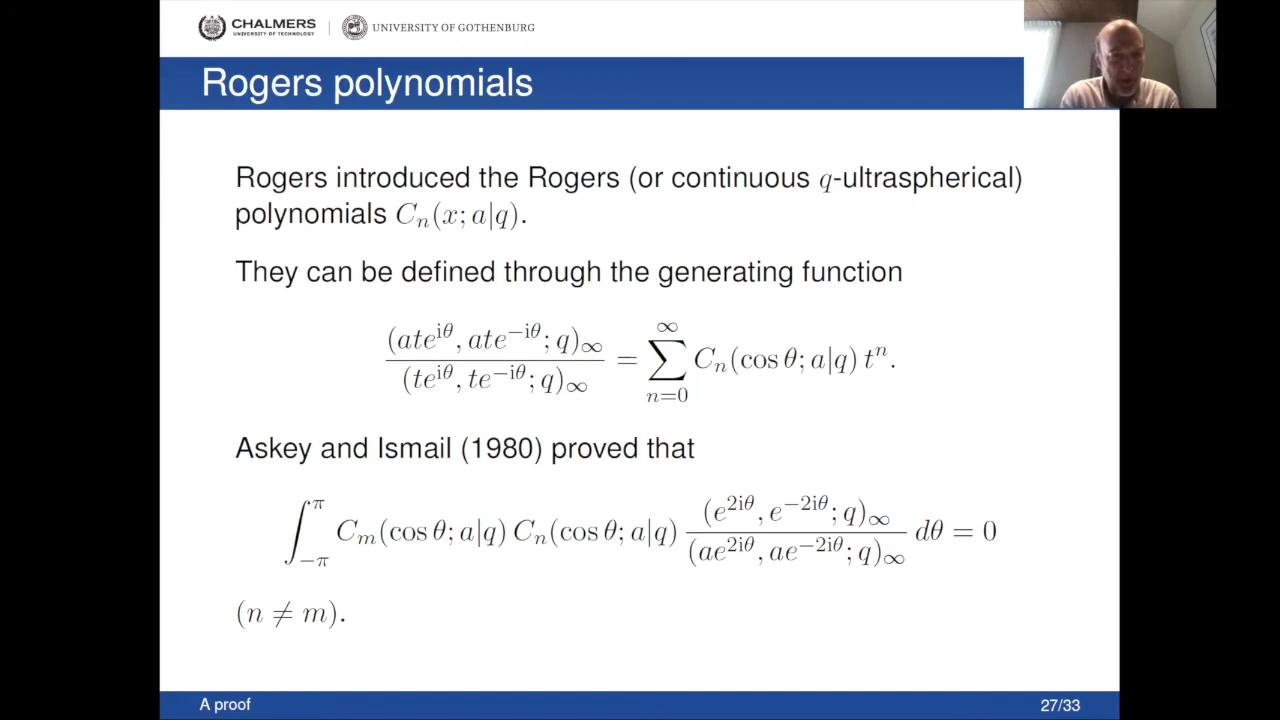 CHALMERS
UNIVERSITY OF TECHNOLOGY
UNIVERSITY OF GOTHENBURG
Rogers polynomials
Rogers introduced the Rogers (or continuous q-ultraspherical)
polynomials Cₙ(x; a|q).
They can be defined through the generating function
(ate^{iθ}, ate^{−iθ}; q)_∞ / (te^{iθ}, te^{−iθ}; q)_∞ = ∑_{n=0}^{∞} C_n(cos θ; a|q) t^n.
Askey and Ismail (1980) proved that
∫_{−π}^{π} C_m(cos θ; a|q) C_n(cos θ; a|q) (e^{2iθ}, e^{−2iθ}; q)_∞ / (ae^{2iθ}, ae^{−2iθ}; q)_∞ dθ = 0
(n ≠ m).
A proof
27/33